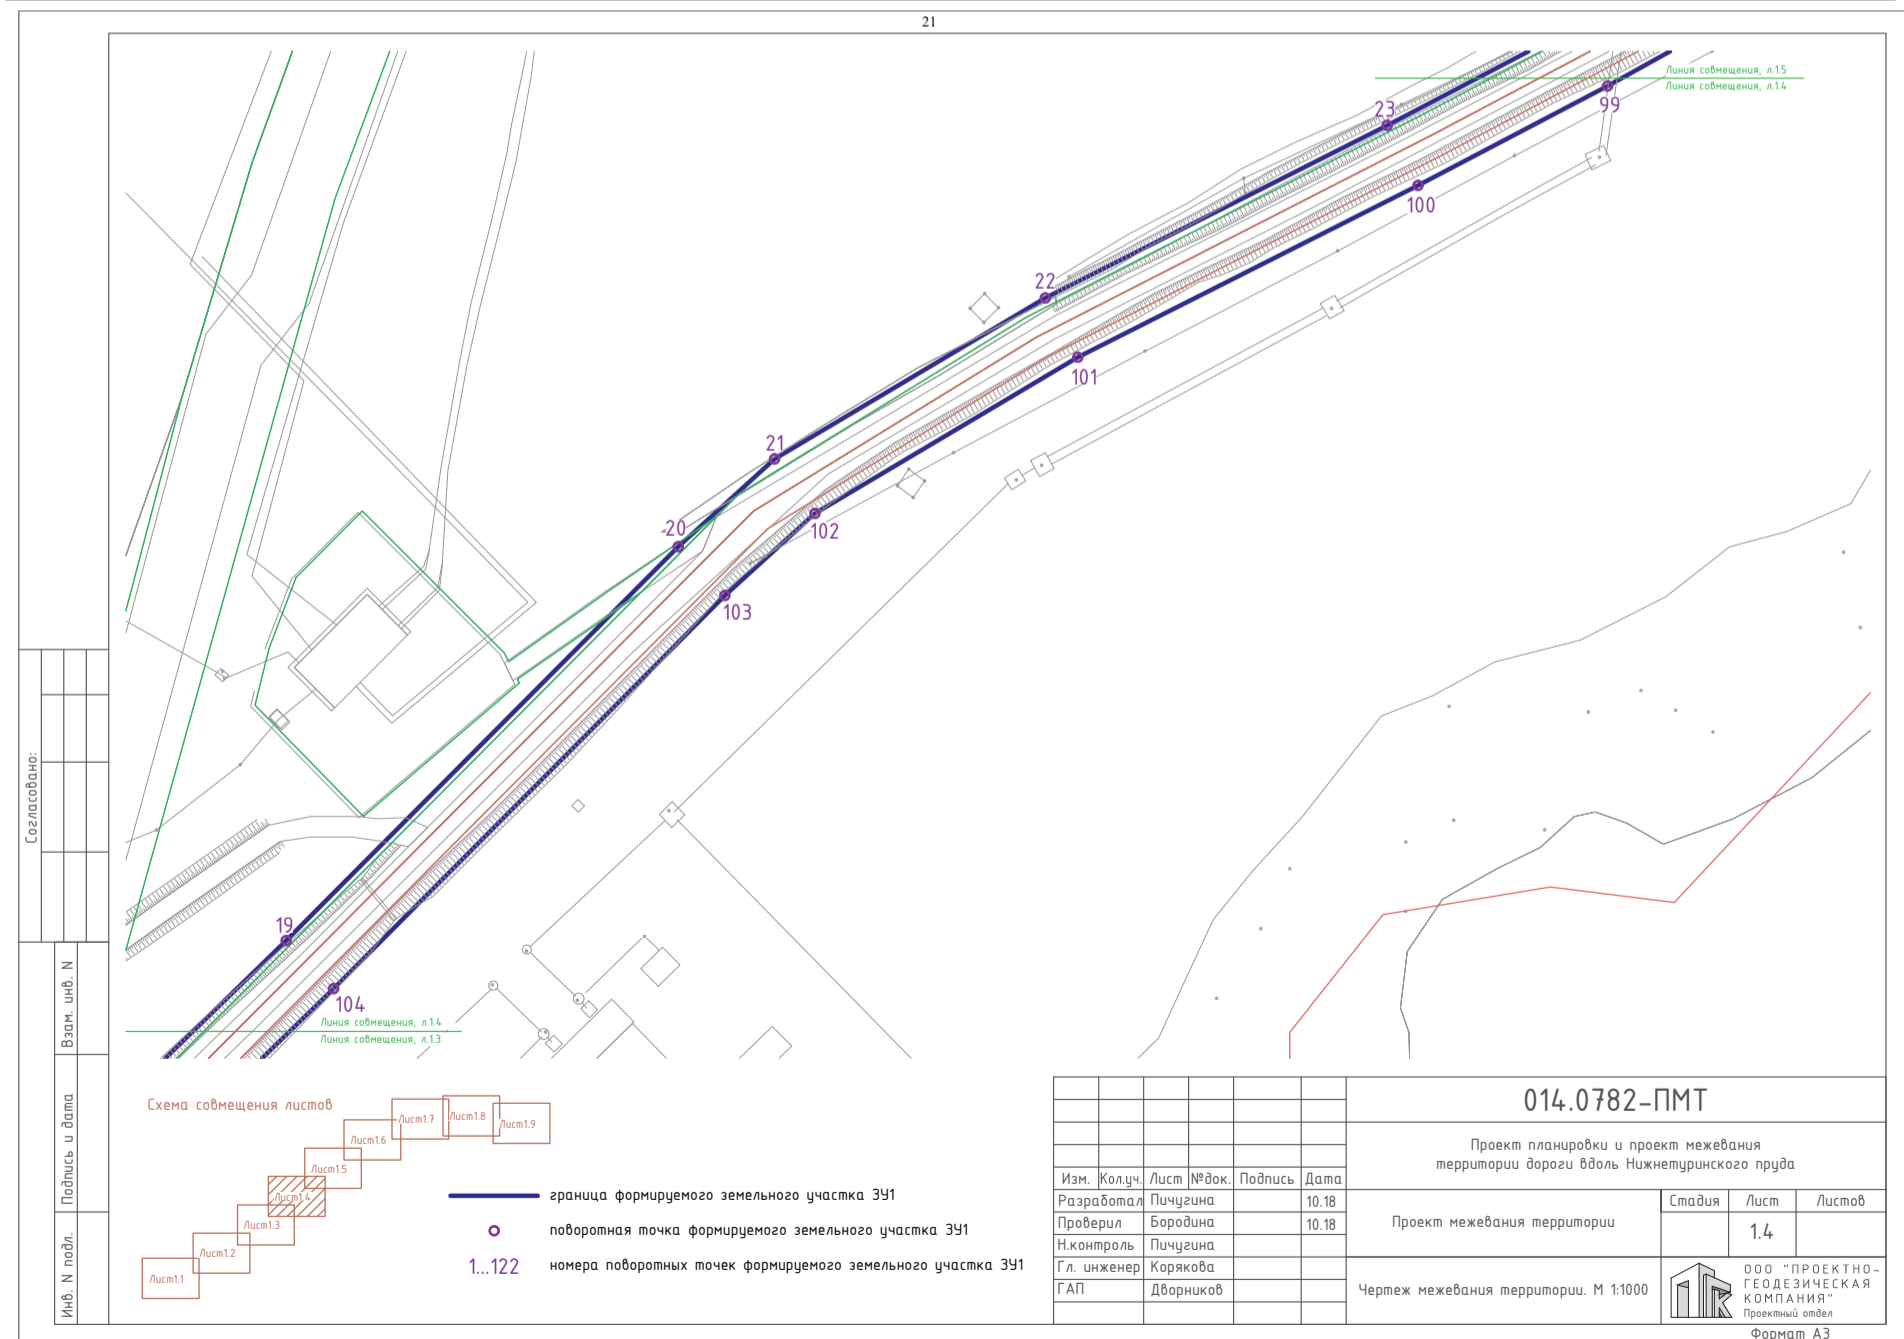 21
Линия совмещения, л.1.5
Линия совмещения, л.1.4
23
99
100
22
101
21
20
102
103
19
104
Линия совмещения, л.1.4
Линия совмещения, л.1.3
Согласовано:
Взам. инв. N
Подпись и дата
Инв. N подл.
Схема совмещения листов
Лист1.1
Лист1.2
Лист1.3
Лист1.4
Лист1.5
Лист1.6
Лист1.7
Лист1.8
Лист1.9
граница формируемого земельного участка ЗУ1
поворотная точка формируемого земельного участка ЗУ1
1...122 номера поворотных точек формируемого земельного участка ЗУ1
014.0782-ПМТ
Проект планировки и проект межевания
территории дороги вдоль Нижнетуринского пруда
Изм. Кол.уч. Лист №док. Подпись Дата
Разработал Пичугина 10.18
Проверил Бородина 10.18
Н.контроль Пичугина
Гл. инженер Корякова
ГАП Дворников
Проект межевания территории
Стадия Лист Листов
1.4
Чертеж межевания территории. М 1:1000
ООО "ПРОЕКТНО-
ГЕОДЕЗИЧЕСКАЯ
КОМПАНИЯ"
Проектный отдел
Формат А3